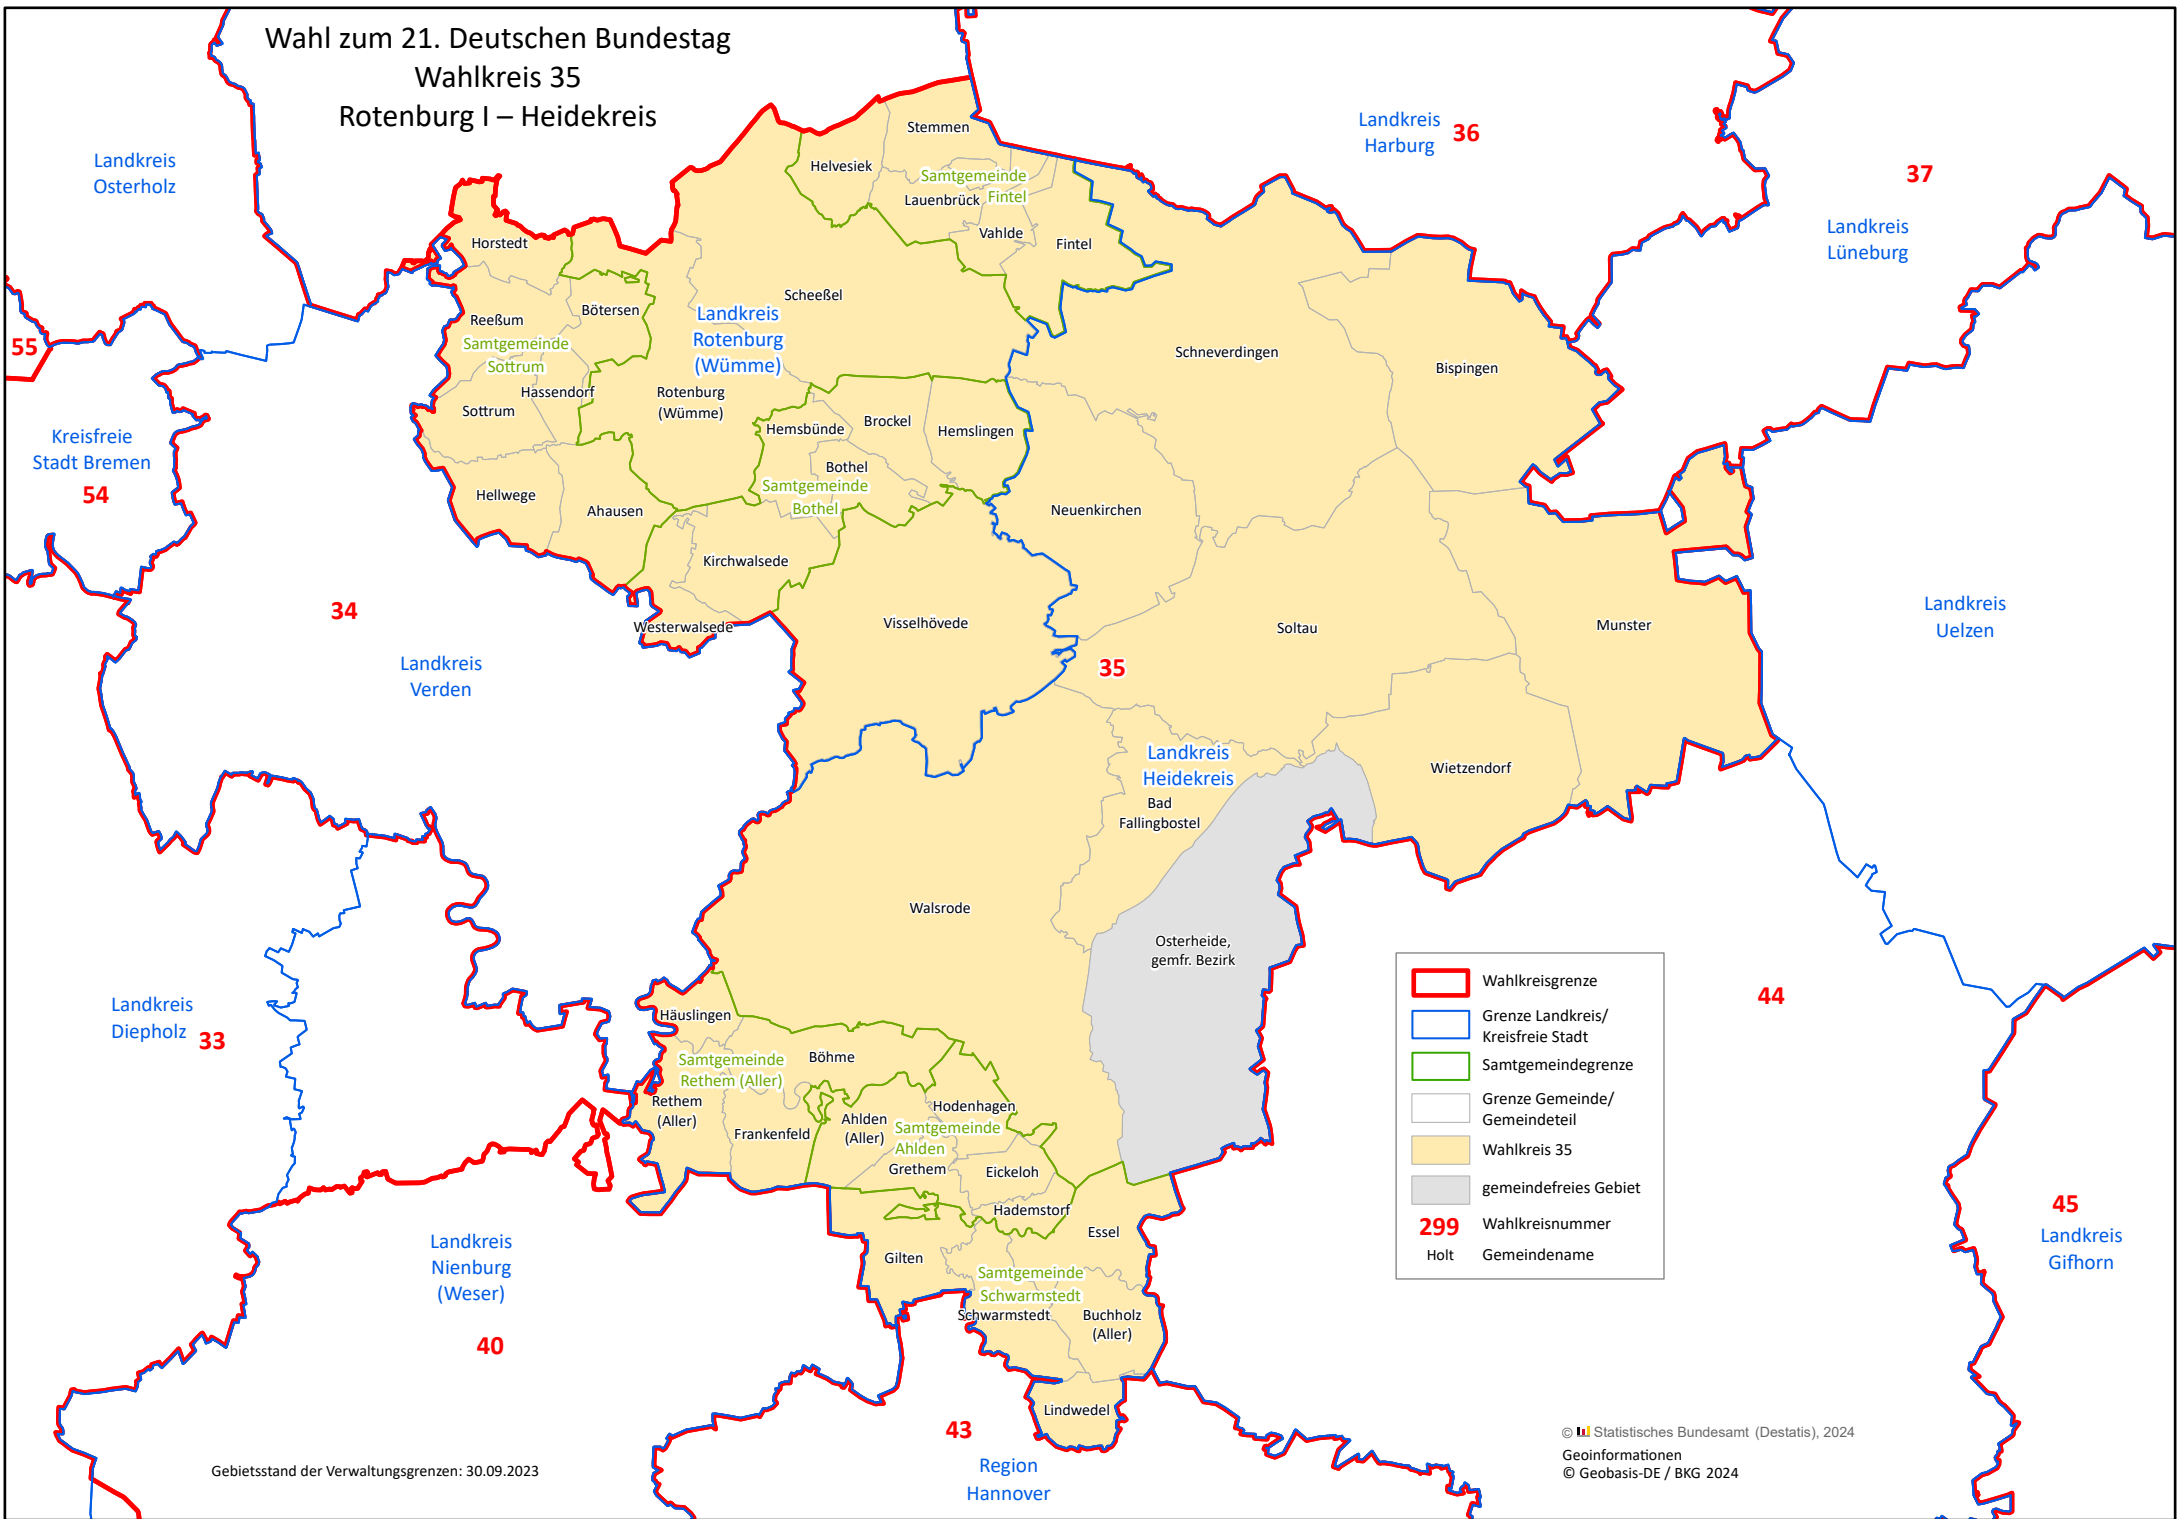 Wahl zum 21. Deutschen Bundestag
Wahlkreis 35
Rotenburg I – Heidekreis
Landkreis
Osterholz
Landkreis
Harburg
36
37
Landkreis
Lüneburg
Stemmen
Helvesiek
Samtgemeinde
Fintel
Lauenbrück
Vahlde
Fintel
Horstedt
Scheeßel
Bötersen
Reeßum
Samtgemeinde
Sottrum
Landkreis
Rotenburg
(Wümme)
55
Schneverdingen
Bispingen
Hassendorf
Rotenburg
(Wümme)
Sottrum
Hemsbünde
Brockel
Hemslingen
Kreisfreie
Stadt Bremen
54
Bothel
Samtgemeinde
Bothel
Hellwege
Ahausen
Neuenkirchen
Kirchwalsede
34
Westerwalsede
Visselhövede
Soltau
Munster
Landkreis
Uelzen
35
Landkreis
Verden
Landkreis
Heidekreis
Bad
Fallingbostel
Wietzendorf
Walsrode
Osterheide,
gemfr. Bezirk
44
Landkreis
Diepholz
33
Häuslingen
Böhme
Samtgemeinde
Rethem (Aller)
Rethem
(Aller)
Frankenfeld
Ahlden
(Aller)
Hodenhagen
Samtgemeinde
Ahlden
Grethem
Eickeloh
Hademstorf
Essel
Gilten
Samtgemeinde
Schwarmstedt
Schwarmstedt
Buchholz
(Aller)
Lindwedel
Landkreis
Nienburg
(Weser)
40
43
Region
Hannover
45
Landkreis
Gifhorn
Wahlkreisgrenze
Grenze Landkreis/
Kreisfreie Stadt
Samtgemeindegrenze
Grenze Gemeinde/
Gemeindeteil
Wahlkreis 35
gemeindefreies Gebiet
299 Wahlkreisnummer
Holt Gemeindename
Gebietsstand der Verwaltungsgrenzen: 30.09.2023
© Statistisches Bundesamt (Destatis), 2024
Geoinformationen
© Geobasis-DE / BKG 2024